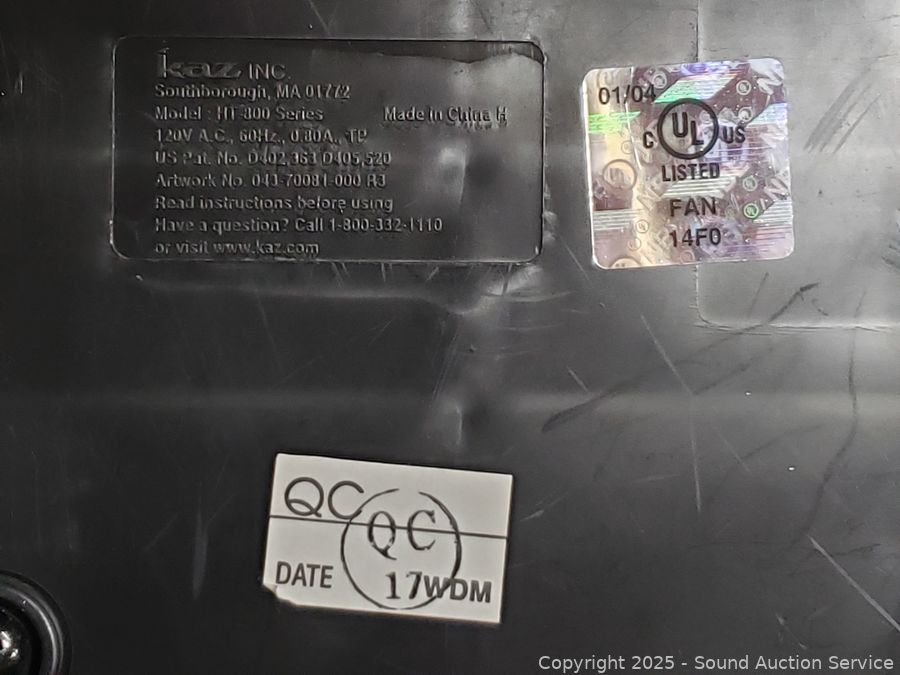 kaz INC.
Southborough, MA 01772
Model : HT-800 Series Made in China H
120V A.C., 60Hz, 0.80A, TP
US Pat. No. D402,363 D405,520
Artwork No. 043-70081-000 R3
Read instructions before using
Have a question? Call 1-800-332-1110
or visit www.kaz.com
01/04
C UL US
LISTED
FAN
14F0
QC
QC
DATE 17WDM
Copyright © 2025 - Sound Auction Service